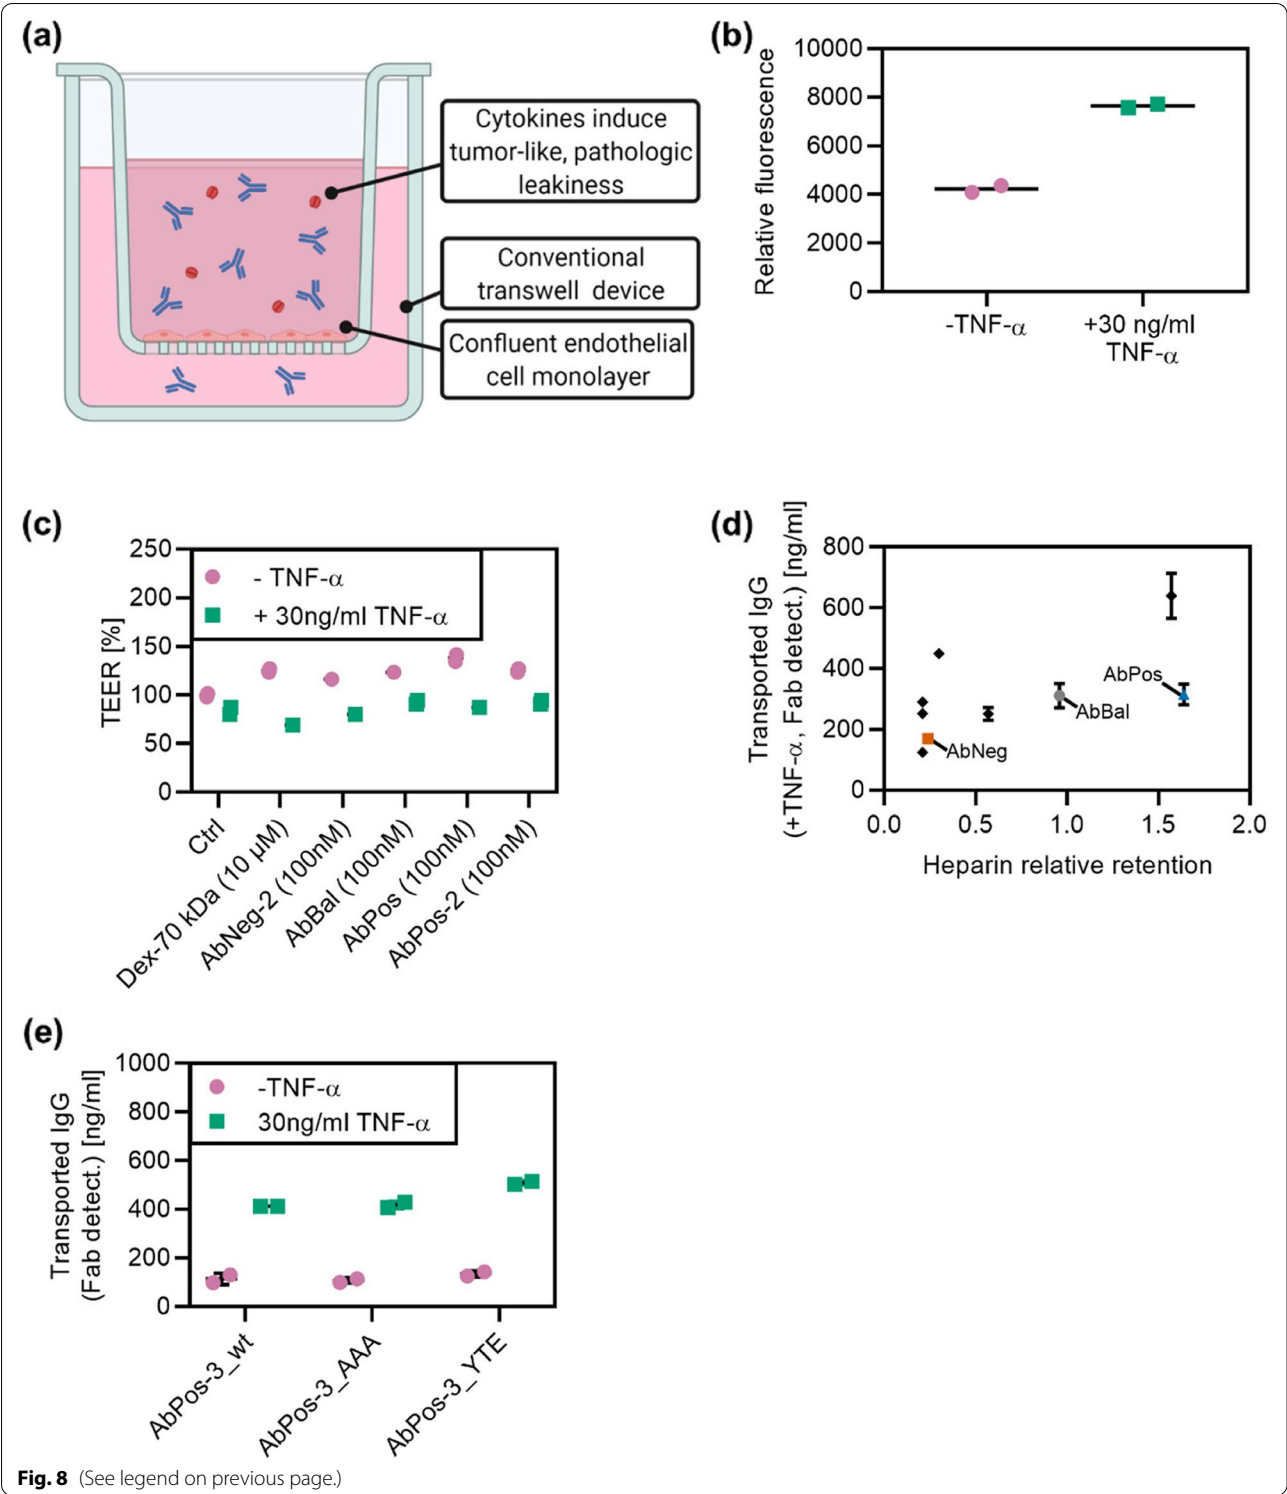 (a)
Cytokines induce
tumor-like, pathologic
leakiness
Conventional
transwell device
Confluent endothelial
cell monolayer
(b)
Relative fluorescence
10000
8000
6000
4000
2000
0
-TNF-α
+30 ng/ml
TNF-α
(c)
TEER [%]
250
200
150
100
50
0
- TNF-α
+ 30ng/ml TNF-α
Ctrl
Dex-70 kDa (10 µM)
AbNeg-2 (100nM)
AbBal (100nM)
AbPos (100nM)
AbPos-2 (100nM)
(d)
Transported IgG
(+TNF-α, Fab detect.) [ng/ml]
800
600
400
200
0
AbPos
AbBal
AbNeg
0.0 0.5 1.0 1.5 2.0
Heparin relative retention
(e)
Transported IgG
(Fab detect.) [ng/ml]
1000
800
600
400
200
0
-TNF-α
30ng/ml TNF-α
AbPos-3_wt
AbPos-3_AAA
AbPos-3_YTE
Fig. 8 (See legend on previous page.)